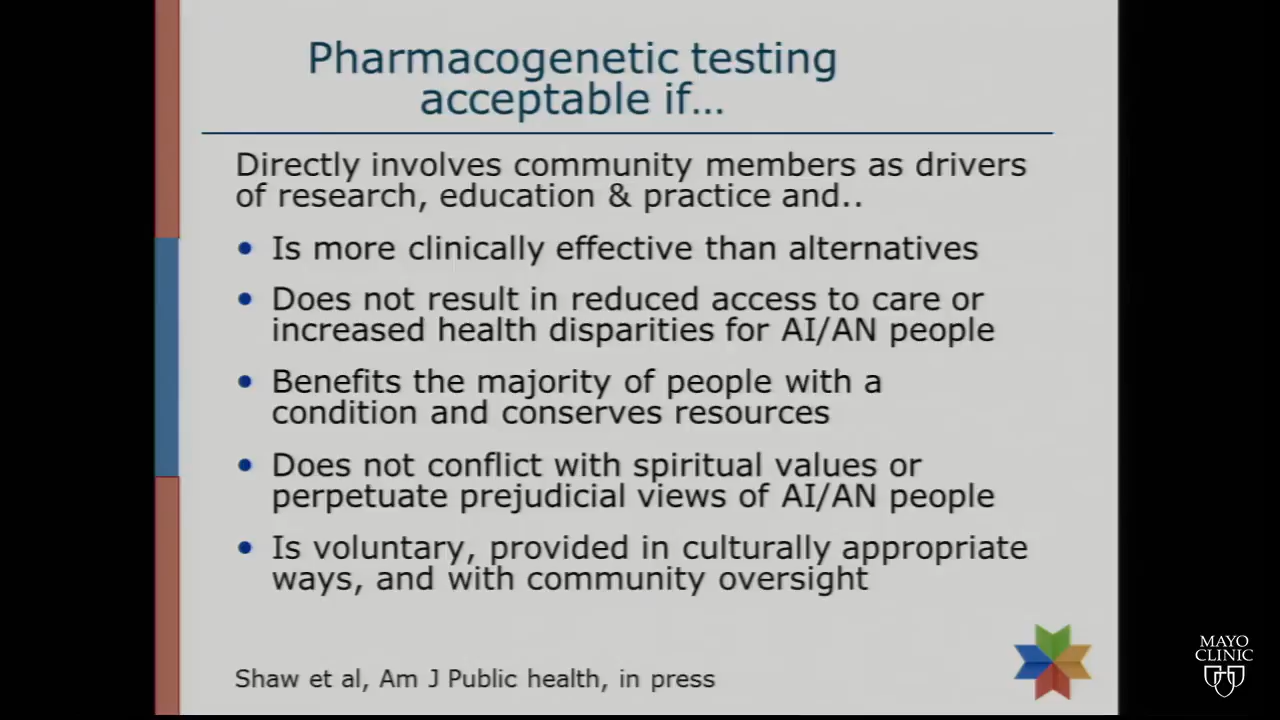 Pharmacogenetic testing
acceptable if...
Directly involves community members as drivers
of research, education & practice and..
• Is more clinically effective than alternatives
• Does not result in reduced access to care or
increased health disparities for AI/AN people
• Benefits the majority of people with a
condition and conserves resources
• Does not conflict with spiritual values or
perpetuate prejudicial views of AI/AN people
• Is voluntary, provided in culturally appropriate
ways, and with community oversight
Shaw et al, Am J Public health, in press
MAYO
CLINIC